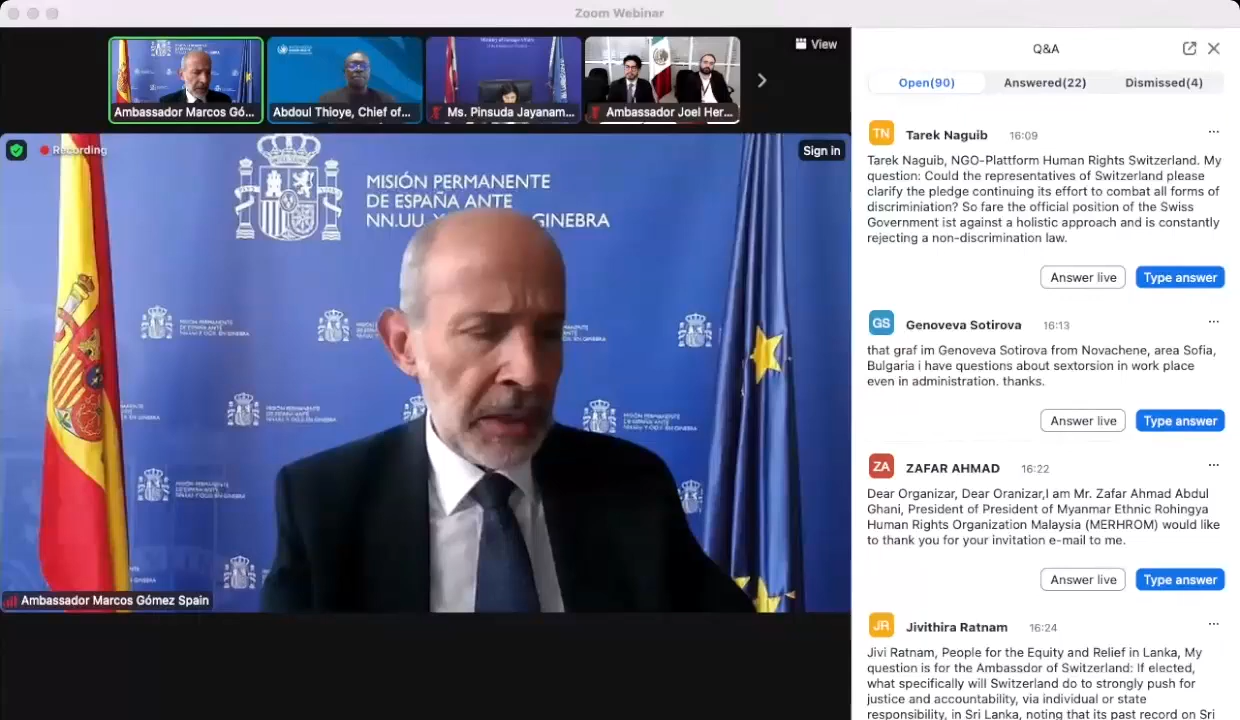 Zoom Webinar
View
Ambassador Marcos Gó...
Abdoul Thioye, Chief of...
Ms. Pinsuda Jayanam...
Ambassador Joel Her...
Recording
Sign in
MISIÓN PERMANENTE
DE ESPAÑA ANTE
NN.UU. GINEBRA
Ambassador Marcos Gómez Spain
Q&A
Open(90)
Answered(22)
Dismissed(4)
TN
Tarek Naguib 16:09
Tarek Naguib, NGO-Plattform Human Rights Switzerland. My
question: Could the representatives of Switzerland please
clarify the pledge continuing its effort to combat all forms of
discriminiation? So fare the official position of the Swiss
Government ist against a holistic approach and is constantly
rejecting a non-discrimination law.
Answer live
Type answer
GS
Genoveva Sotirova 16:13
that graf im Genoveva Sotirova from Novachene, area Sofia,
Bulgaria i have questions about sextorsion in work place
even in administration. thanks.
Answer live
Type answer
ZA
ZAFAR AHMAD 16:22
Dear Organizar, Dear Oranizar,I am Mr. Zafar Ahmad Abdul
Ghani, President of President of Myanmar Ethnic Rohingya
Human Rights Organization Malaysia (MERHROM) would like
to thank you for your invitation e-mail to me.
Answer live
Type answer
JR
Jivithira Ratnam 16:24
Jivi Ratnam, People for the Equity and Relief in Lanka, My
question is for the Ambassdor of Switzerland: If elected,
what specifically will Switzerland do to strongly push for
justice and accountability, via individual or state
responsibility, in Sri Lanka, noting that its past record on Sri